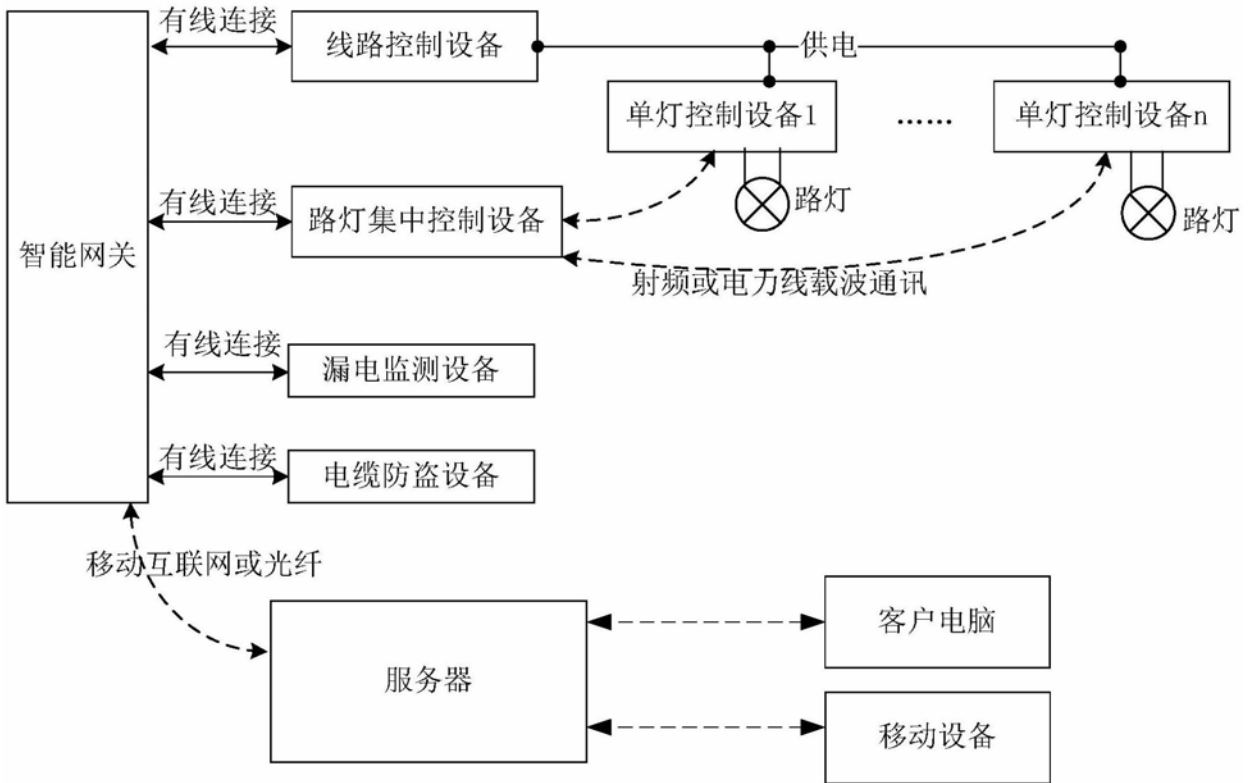 有线连接
线路控制设备
供电
单灯控制设备1
……
单灯控制设备n
有线连接
路灯集中控制设备
路灯
路灯
智能网关
射频或电力线载波通讯
有线连接
漏电监测设备
有线连接
电缆防盗设备
移动互联网或光纤
服务器
客户电脑
移动设备